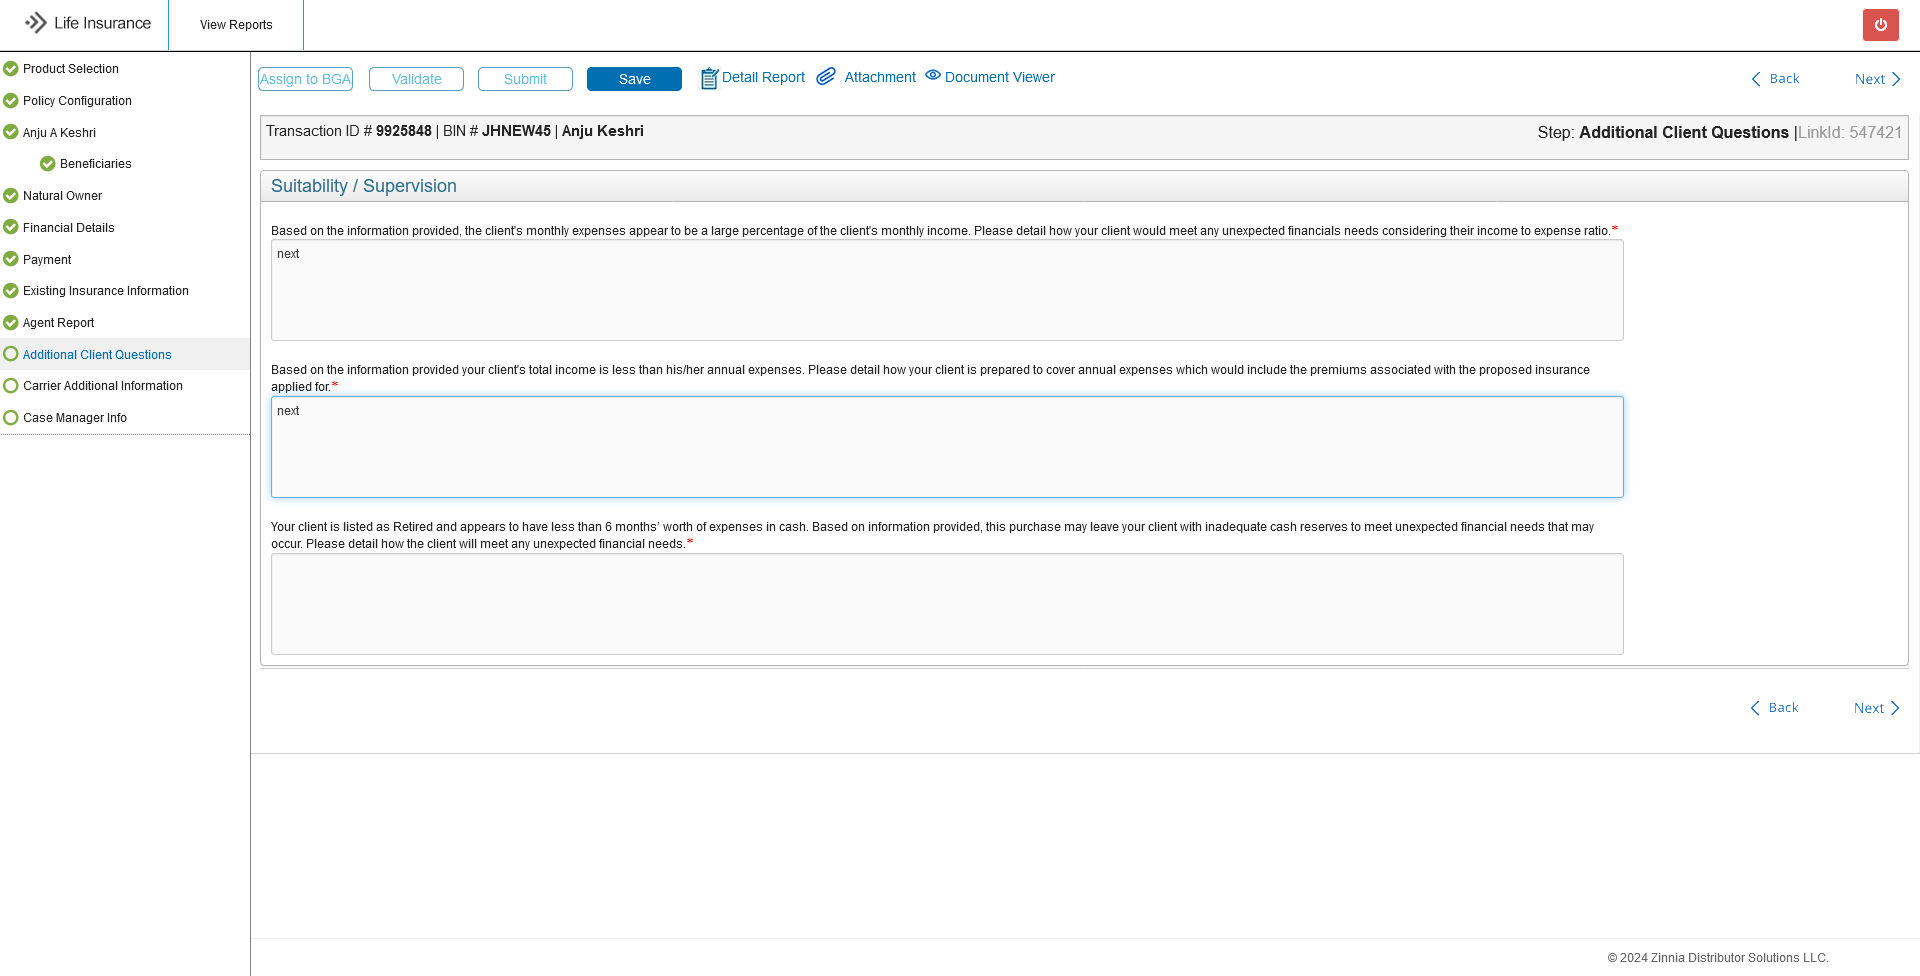 Life Insurance
View Reports
Product Selection
Policy Configuration
Anju A Keshri
Beneficiaries
Natural Owner
Financial Details
Payment
Existing Insurance Information
Agent Report
Additional Client Questions
Carrier Additional Information
Case Manager Info
Assign to BGA
Validate
Submit
Save
Detail Report
Attachment
Document Viewer
Back
Next
Transaction ID # 9925848 | BIN # JHNEW45 | Anju Keshri
Step: Additional Client Questions |LinkId: 547421
Suitability / Supervision
Based on the information provided, the client's monthly expenses appear to be a large percentage of the client's monthly income. Please detail how your client would meet any unexpected financials needs considering their income to expense ratio.*
next
Based on the information provided your client's total income is less than his/her annual expenses. Please detail how your client is prepared to cover annual expenses which would include the premiums associated with the proposed insurance
applied for.*
next
Your client is listed as Retired and appears to have less than 6 months' worth of expenses in cash. Based on information provided, this purchase may leave your client with inadequate cash reserves to meet unexpected financial needs that may
occur. Please detail how the client will meet any unexpected financial needs.*
Back
Next
© 2024 Zinnia Distributor Solutions LLC.